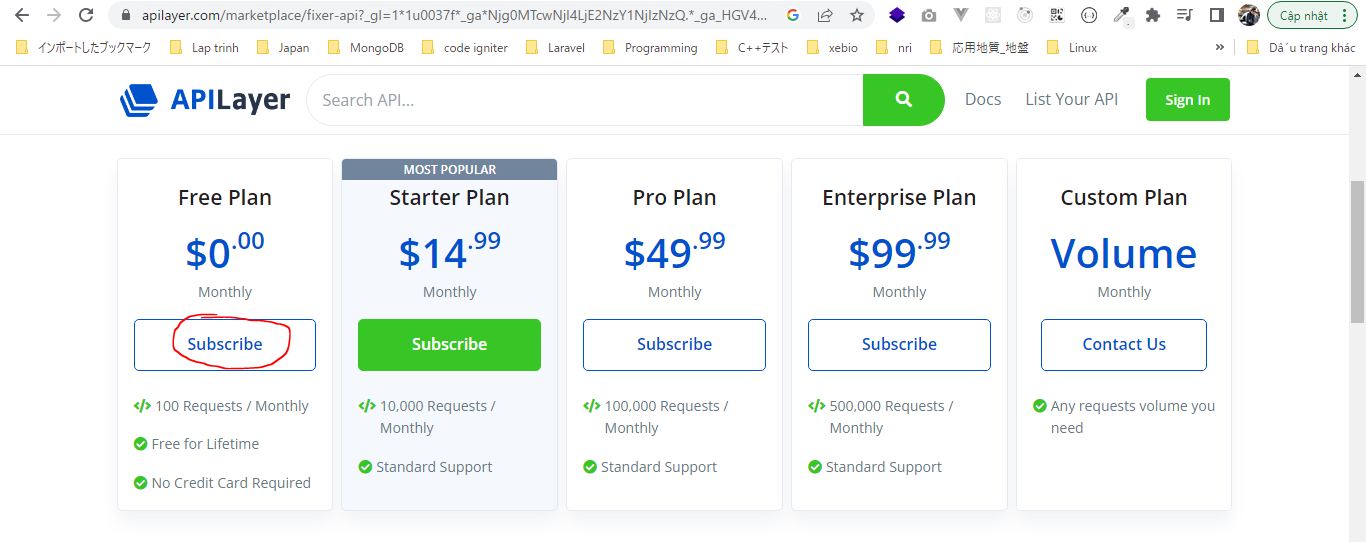 apilayer.com/marketplace/fixer-api?_gl=1*1u0037f*_ga*Njg0MTcwNjI4LjE2NzY1NjIzNzQ.*_ga_HGV4...
Cập nhật
インポートしたブックマーク Lap trinh Japan MongoDB code igniter Laravel Programming C++テスト xebio nri 応用地質_地盤 Linux » Dấu trang khác
APILayer Search API... Docs List Your API Sign In
MOST POPULAR
Free Plan Starter Plan Pro Plan Enterprise Plan Custom Plan
$0.00 $14.99 $49.99 $99.99 Volume
Monthly Monthly Monthly Monthly Monthly
Subscribe Subscribe Subscribe Subscribe Contact Us
100 Requests / Monthly
Free for Lifetime
No Credit Card Required
10,000 Requests /
Monthly
Standard Support
100,000 Requests /
Monthly
Standard Support
500,000 Requests /
Monthly
Standard Support
Any requests volume you
need